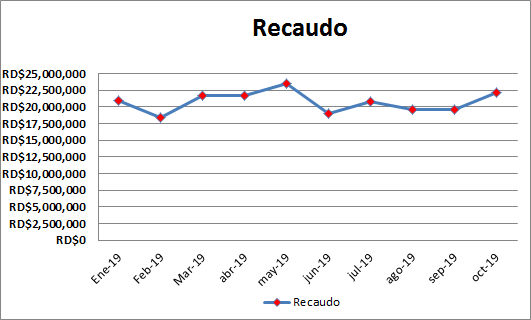 Recaudo
RD$25,000,000
RD$22,500,000
RD$20,000,000
RD$17,500,000
RD$15,000,000
RD$12,500,000
RD$10,000,000
RD$7,500,000
RD$5,000,000
RD$2,500,000
RD$0
Ene-19 Feb-19 Mar-19 abr-19 may-19 jun-19 jul-19 ago-19 sep-19 oct-19
Recaudo